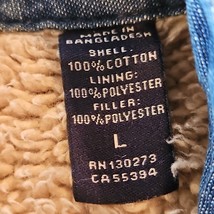 MADE IN
BANGLADESH
SHELL:
100% COTTON
LINING:
100% POLYESTER
FILLER:
100% POLYESTER
L
RN 130273
CA 55394